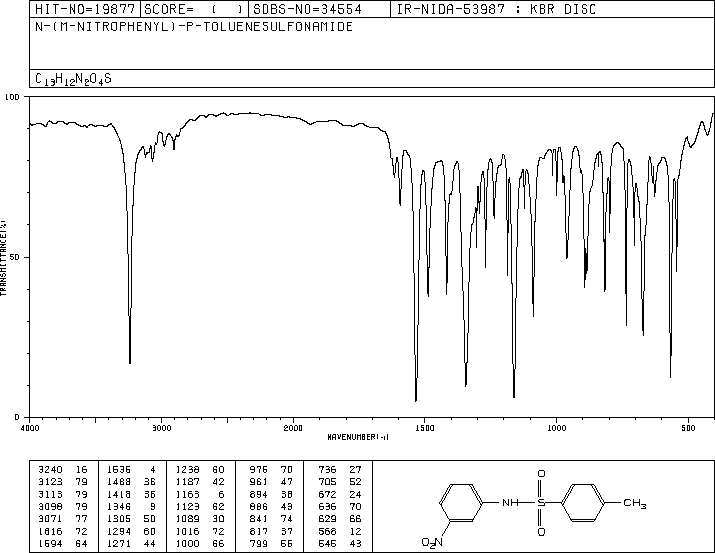 HIT-NO=19877 SCORE= ( ) SDBS-NO=34554 IR-NIDA-53987 : KBR DISC
N-(M-NITROPHENYL)-P-TOLUENESULFONAMIDE
C13H12N2O4S
100
TRANSMITTANCE(%)
50
0
4000 3000 2000 1500 1000 500
WAVENUMBER(-1)
3240 16 1536 4 1238 60 976 70 736 27
3123 79 1488 36 1187 42 961 47 705 52
3113 79 1418 36 1163 6 894 38 672 24
3098 79 1346 9 1123 62 886 43 636 70
3071 77 1305 50 1089 30 841 74 629 66
1616 72 1294 60 1016 72 817 37 568 12
1594 64 1271 44 1000 66 799 55 545 43
O
NH S CH3
O
O2N